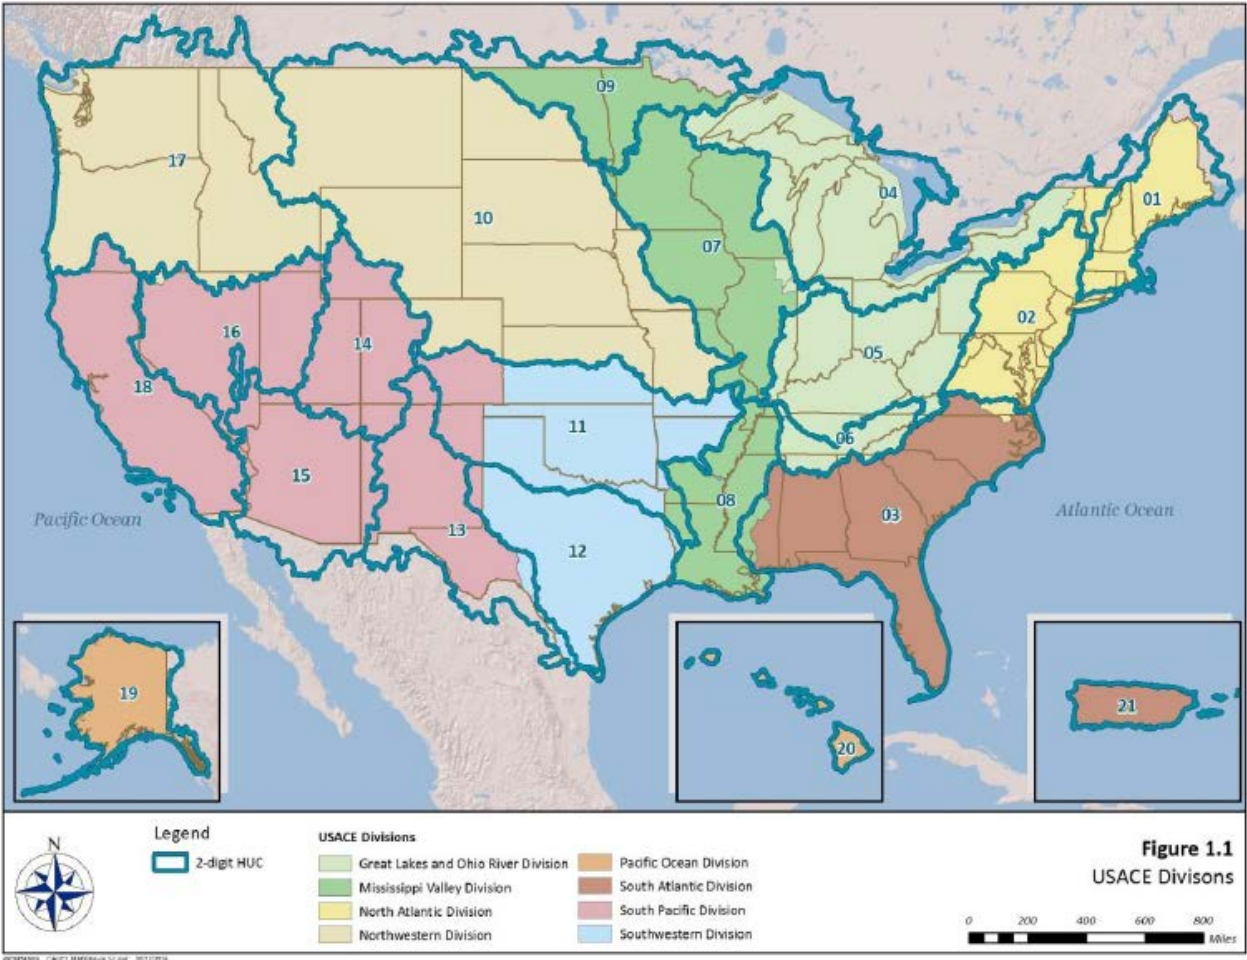 09
17
04
01
10
07
02
16
14
05
18
11
06
15
08
03
Pacific Ocean
Atlantic Ocean
13
12
19
20
21
N
Legend
2-digit HUC
USACE Divisions
Great Lakes and Ohio River Division
Mississippi Valley Division
North Atlantic Division
Northwestern Division
Pacific Ocean Division
South Atlantic Division
South Pacific Division
Southwestern Division
Figure 1.1
USACE Divisons
0 200 400 600 800
Miles